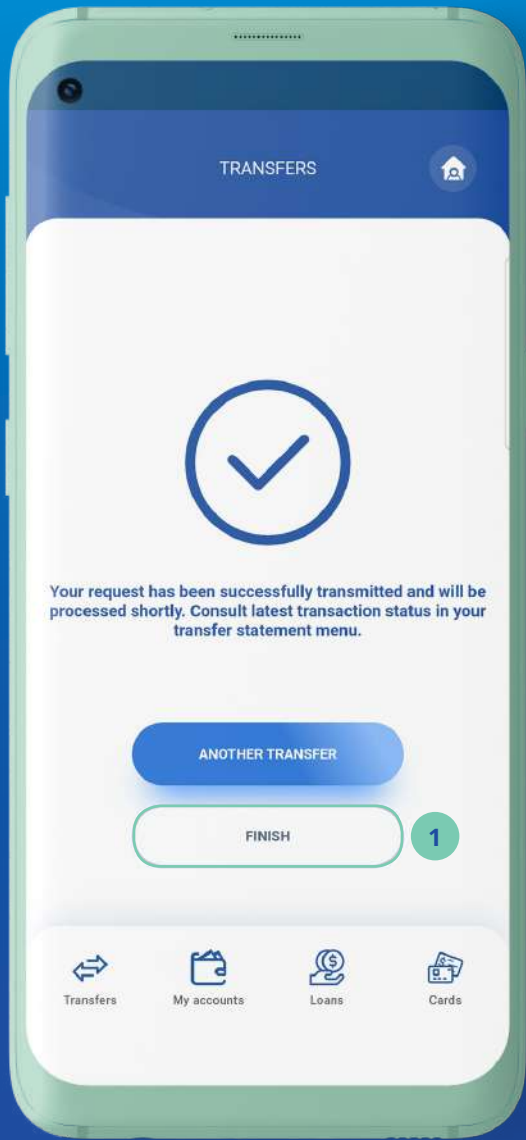 TRANSFERS
Your request has been successfully transmitted and will be
processed shortly. Consult latest transaction status in your
transfer statement menu.
ANOTHER TRANSFER
FINISH
1
Transfers
My accounts
Loans
Cards